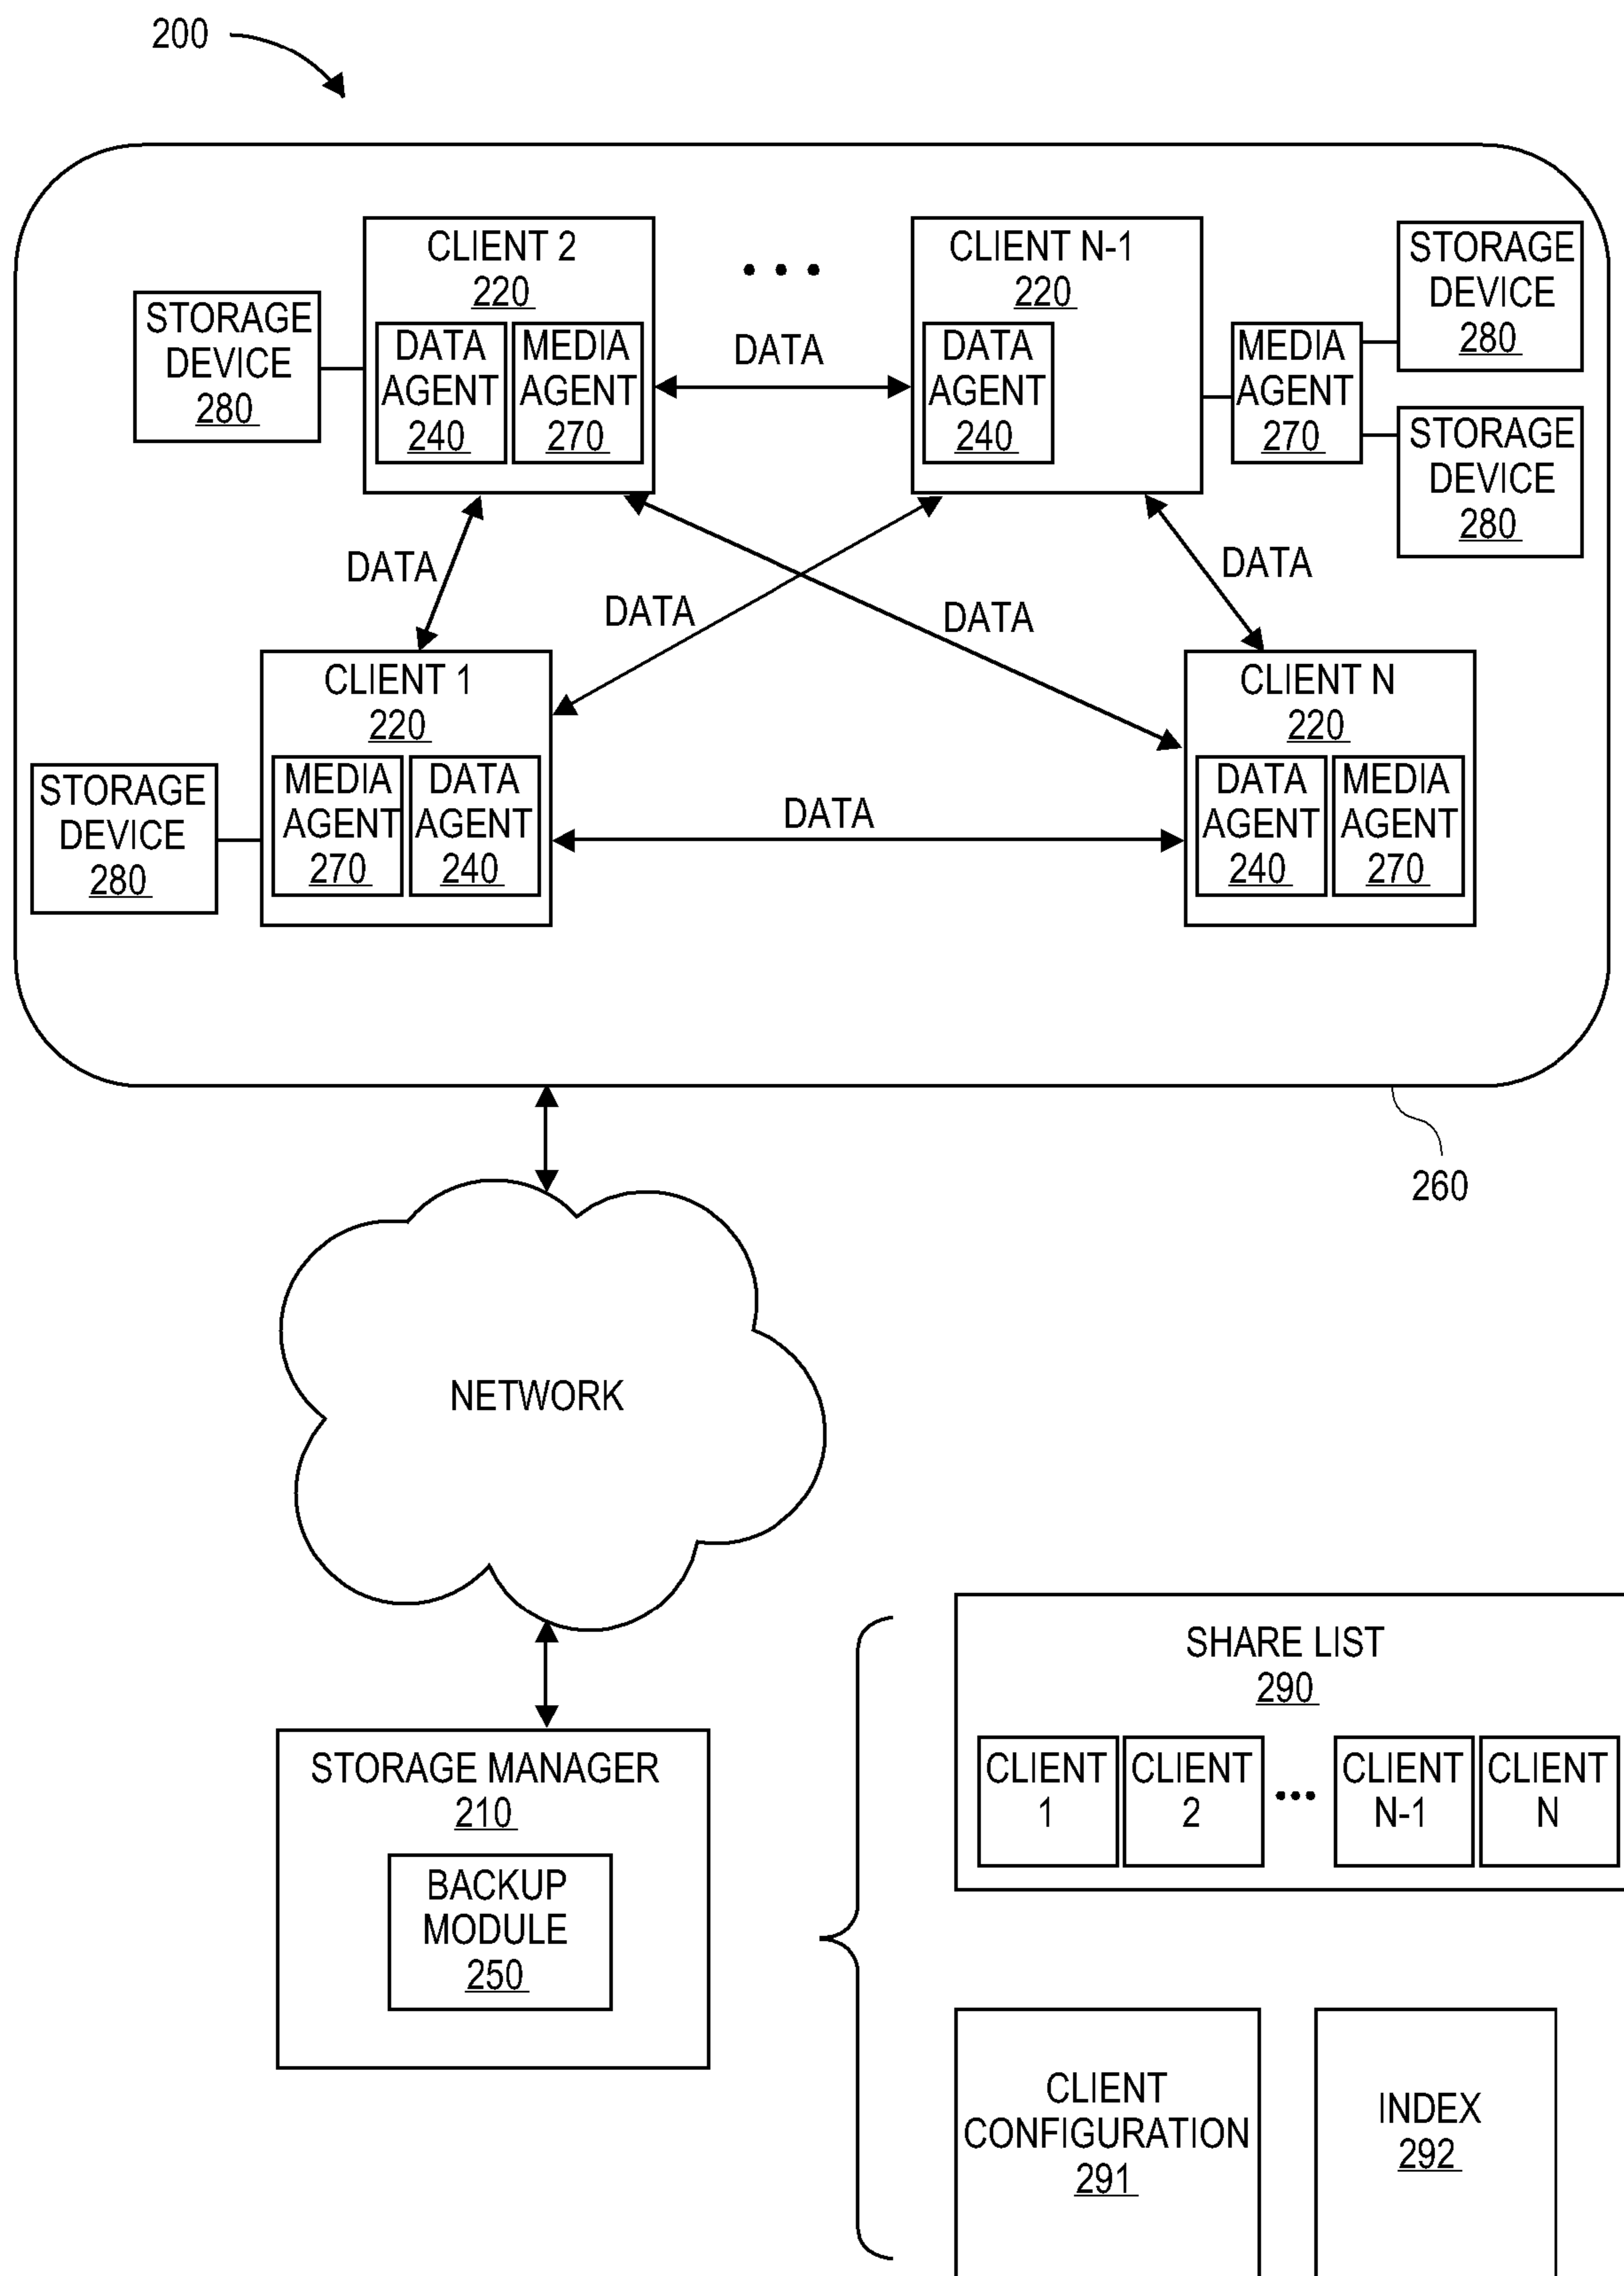 200
CLIENT 2
220
DATA
AGENT
240
MEDIA
AGENT
270
STORAGE
DEVICE
280
...
DATA
CLIENT N-1
220
DATA
AGENT
240
MEDIA
AGENT
270
STORAGE
DEVICE
280
STORAGE
DEVICE
280
DATA
DATA
DATA
DATA
CLIENT 1
220
MEDIA
AGENT
270
DATA
AGENT
240
STORAGE
DEVICE
280
DATA
CLIENT N
220
DATA
AGENT
240
MEDIA
AGENT
270
260
NETWORK
STORAGE MANAGER
210
BACKUP
MODULE
250
SHARE LIST
290
CLIENT
1
CLIENT
2
...
CLIENT
N-1
CLIENT
N
CLIENT
CONFIGURATION
291
INDEX
292